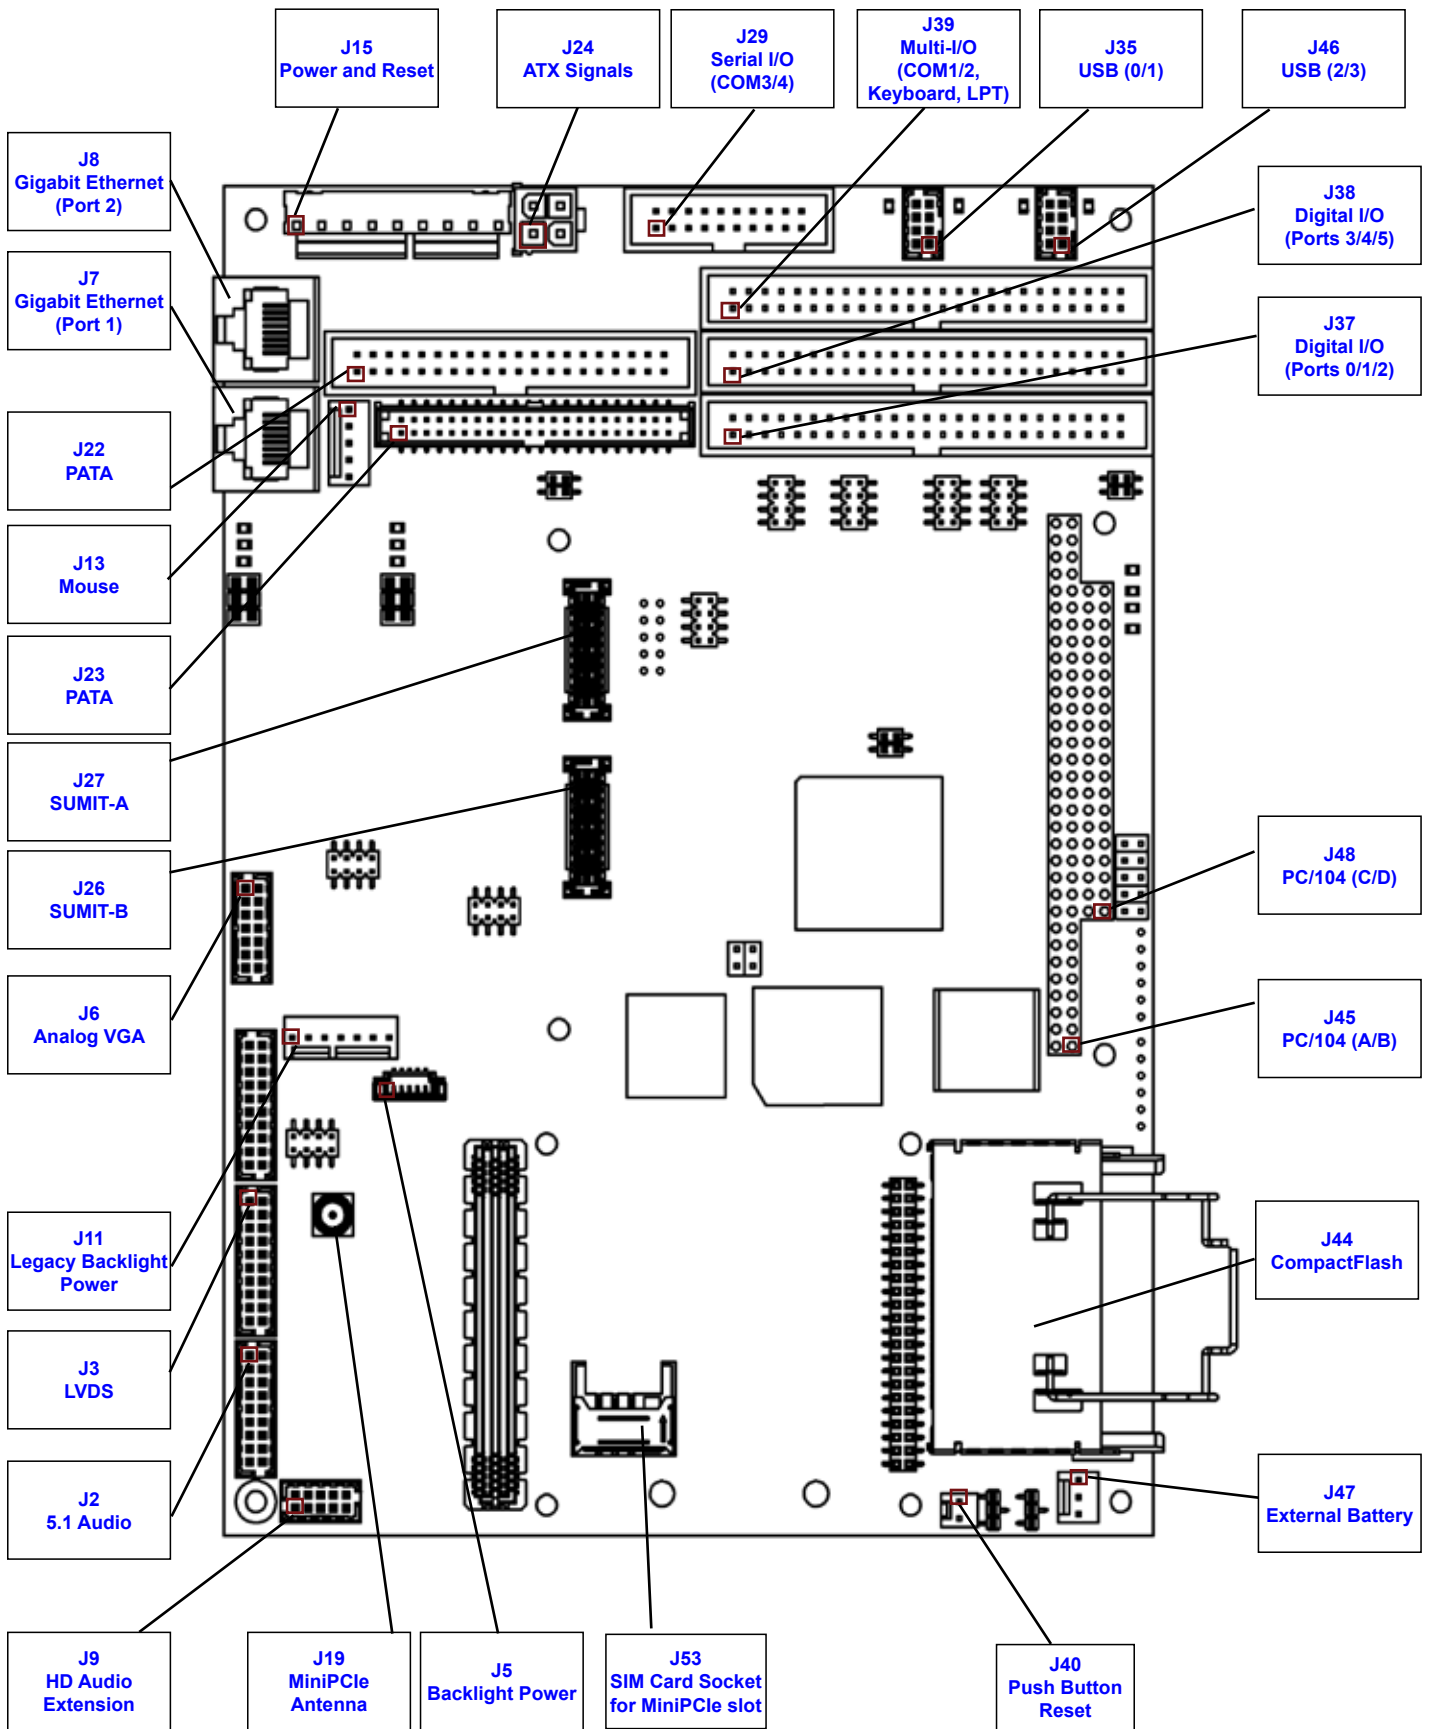 J15
Power and Reset
J24
ATX Signals
J29
Serial I/O
(COM3/4)
J39
Multi-I/O
(COM1/2,
Keyboard, LPT)
J35
USB (0/1)
J46
USB (2/3)
J8
Gigabit Ethernet
(Port 2)
J7
Gigabit Ethernet
(Port 1)
J22
PATA
J13
Mouse
J23
PATA
J27
SUMIT-A
J26
SUMIT-B
J6
Analog VGA
J11
Legacy Backlight
Power
J3
LVDS
J2
5.1 Audio
J38
Digital I/O
(Ports 3/4/5)
J37
Digital I/O
(Ports 0/1/2)
J48
PC/104 (C/D)
J45
PC/104 (A/B)
J44
CompactFlash
J47
External Battery
J9
HD Audio
Extension
J19
MiniPCIe
Antenna
J5
Backlight Power
J53
SIM Card Socket
for MiniPCIe slot
J40
Push Button
Reset